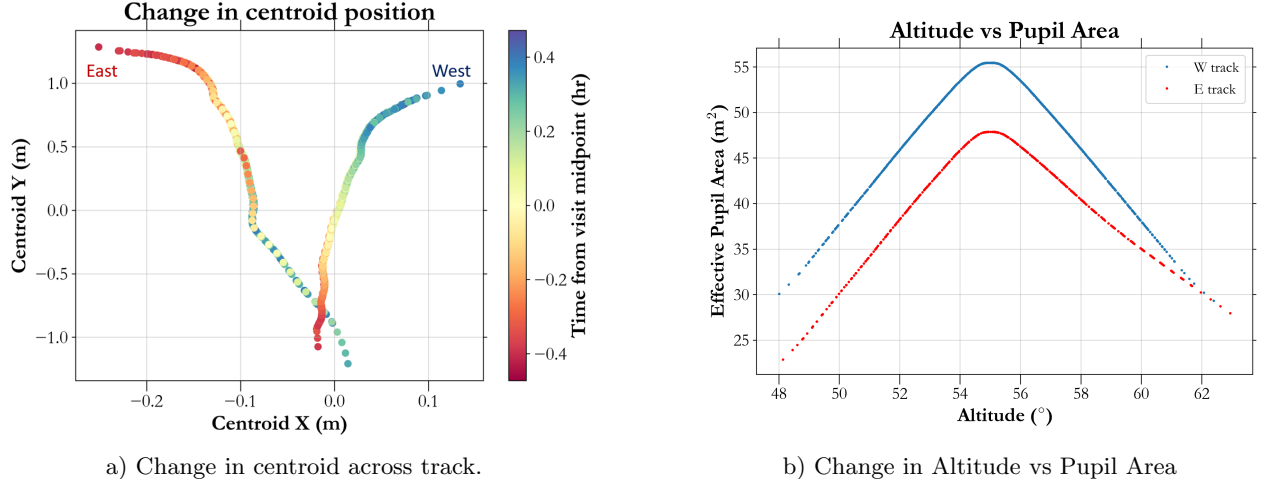 Change in centroid position
East
West
1.0
0.5
0.0
−0.5
−1.0
−0.2
−0.1
0.0
0.1
Centroid Y (m)
Centroid X (m)
0.4
0.2
0.0
−0.2
−0.4
Time from visit midpoint (hr)
a) Change in centroid across track.
Altitude vs Pupil Area
W track
E track
55
50
45
40
35
30
25
48
50
52
54
56
58
60
62
Effective Pupil Area (m²)
Altitude (°)
b) Change in Altitude vs Pupil Area